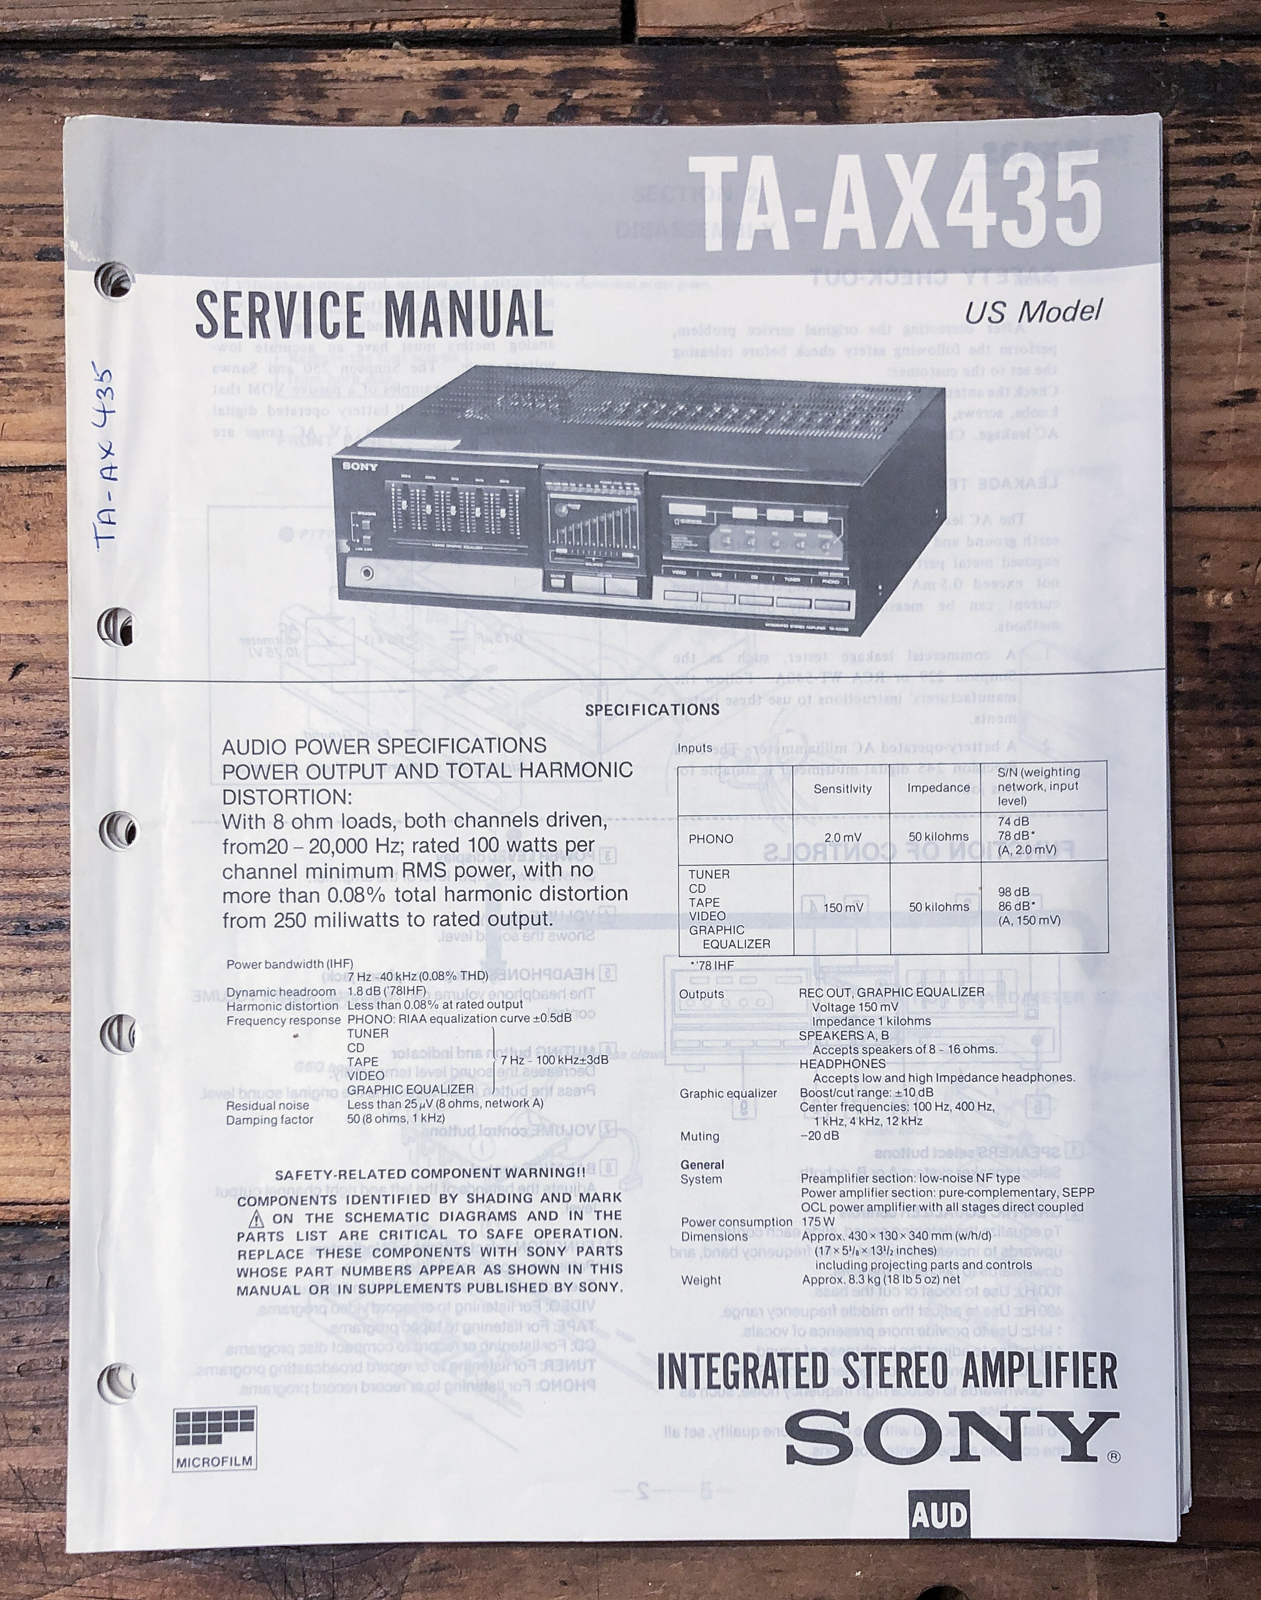 TA-AX435
SERVICE MANUAL
US Model
TA-AX 435
SONY
SPECIFICATIONS
AUDIO POWER SPECIFICATIONS
POWER OUTPUT AND TOTAL HARMONIC
DISTORTION:
With 8 ohm loads, both channels driven,
from20 – 20,000 Hz; rated 100 watts per
channel minimum RMS power, with no
more than 0.08% total harmonic distortion
from 250 miliwatts to rated output.
Power bandwidth (IHF)
7 Hz–40 kHz (0.08% THD)
Dynamic headroom 1.8 dB ('78IHF)
Harmonic distortion Less than 0.08% at rated output
Frequency response PHONO: RIAA equalization curve ±0.5dB
TUNER
CD
TAPE
VIDEO
GRAPHIC EQUALIZER
7 Hz – 100 kHz±3dB
Residual noise Less than 25 μV (8 ohms, network A)
Damping factor 50 (8 ohms, 1 kHz)
SAFETY-RELATED COMPONENT WARNING!!
COMPONENTS IDENTIFIED BY SHADING AND MARK
⚠ ON THE SCHEMATIC DIAGRAMS AND IN THE
PARTS LIST ARE CRITICAL TO SAFE OPERATION.
REPLACE THESE COMPONENTS WITH SONY PARTS
WHOSE PART NUMBERS APPEAR AS SHOWN IN THIS
MANUAL OR IN SUPPLEMENTS PUBLISHED BY SONY.
MICROFILM
Inputs
Sensitivity Impedance S/N (weighting
network, input
level)
PHONO 2.0 mV 50 kilohms 74 dB
78 dB*
(A, 2.0 mV)
TUNER
CD
TAPE
VIDEO
GRAPHIC
EQUALIZER
150 mV 50 kilohms 98 dB
86 dB*
(A, 150 mV)
*'78 IHF
Outputs REC OUT, GRAPHIC EQUALIZER
Voltage 150 mV
Impedance 1 kilohms
SPEAKERS A, B
Accepts speakers of 8 – 16 ohms.
HEADPHONES
Accepts low and high Impedance headphones.
Graphic equalizer Boost/cut range: ±10 dB
Center frequencies: 100 Hz, 400 Hz,
1 kHz, 4 kHz, 12 kHz
Muting –20 dB
General
System Preamplifier section: low-noise NF type
Power amplifier section: pure-complementary, SEPP
OCL power amplifier with all stages direct coupled
Power consumption 175 W
Dimensions Approx. 430 × 130 × 340 mm (w/h/d)
(17 × 5 1/8 × 13 1/2 inches)
including projecting parts and controls
Weight Approx. 8.3 kg (18 lb 5 oz) net
INTEGRATED STEREO AMPLIFIER
SONY®
AUD